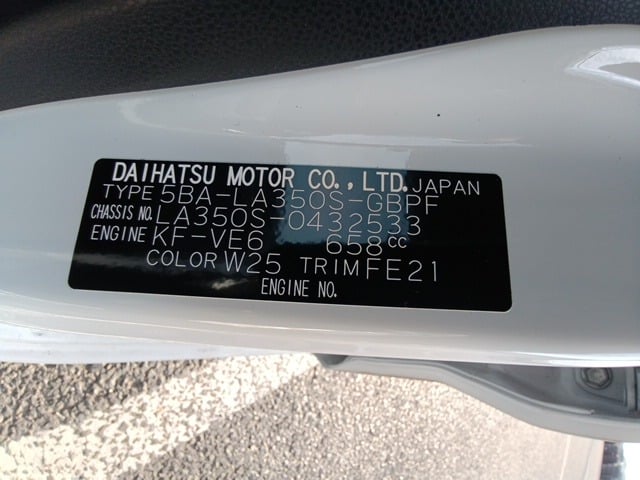 DAIHATSU MOTOR CO., LTD. JAPAN
TYPE 5BA-LA350S-GBPF
CHASSIS NO. LA350S-0432533
ENGINE KF-VE6 658cc
COLOR W25 TRIM FE21
ENGINE NO.